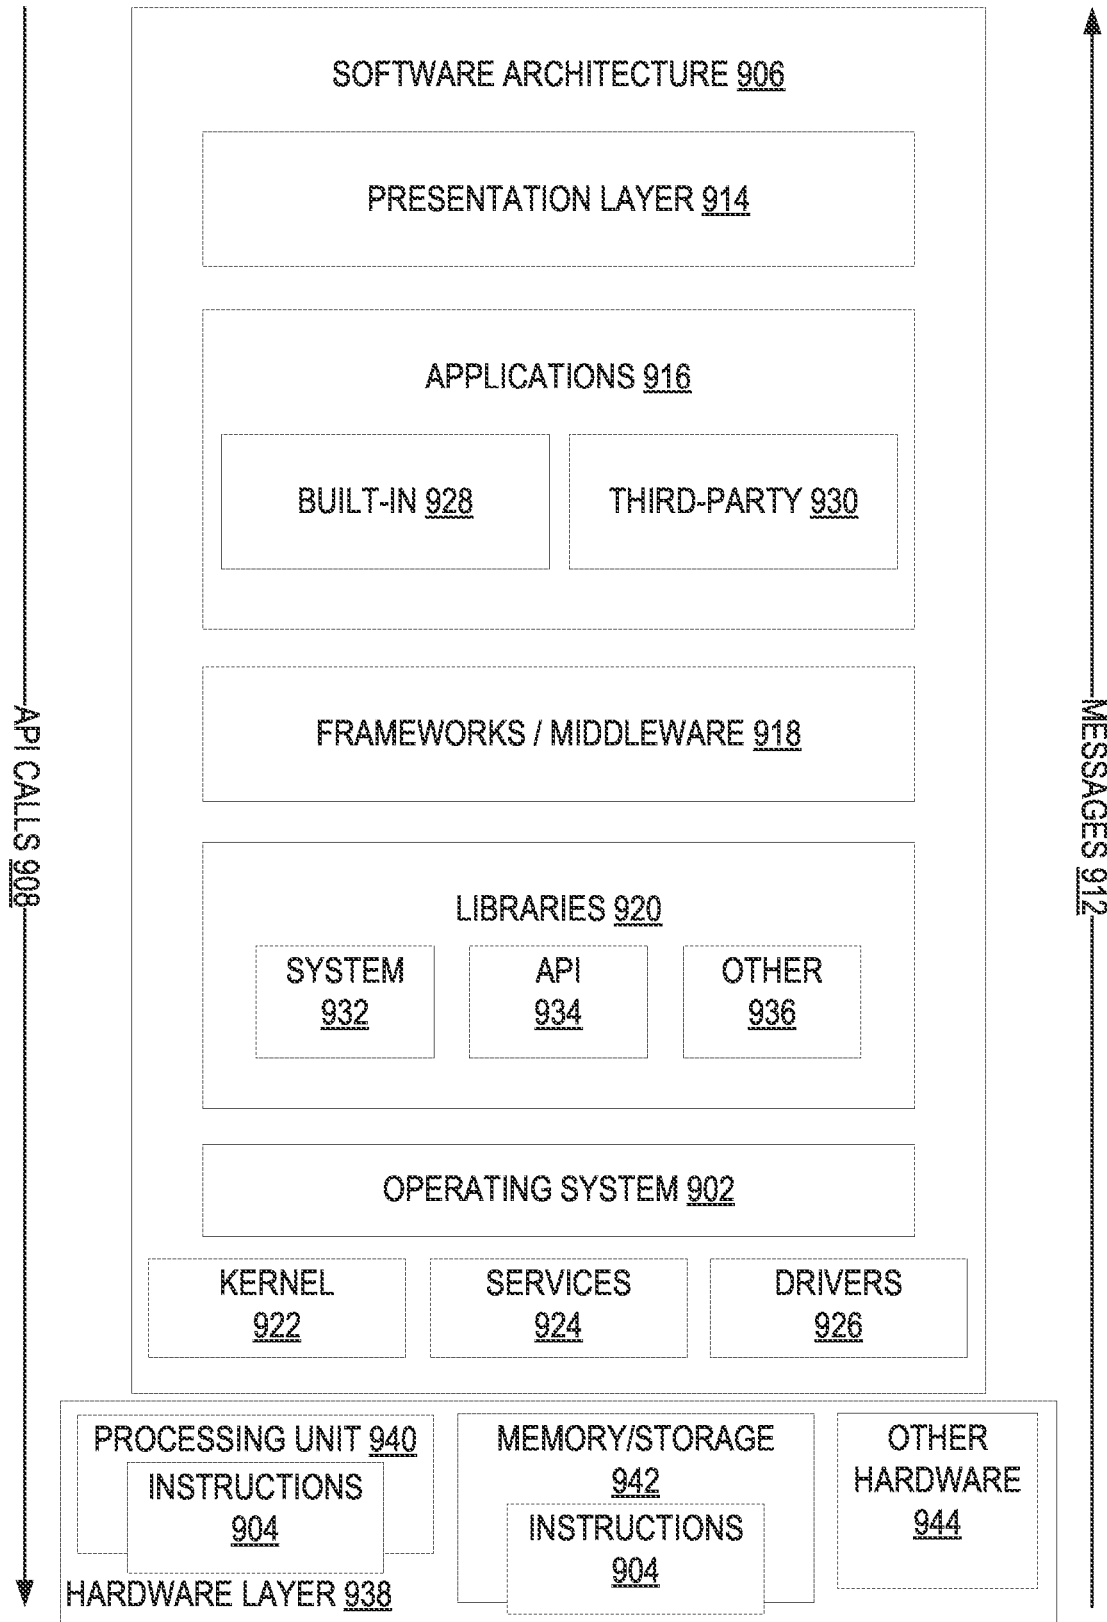 SOFTWARE ARCHITECTURE 906
PRESENTATION LAYER 914
APPLICATIONS 916
BUILT-IN 928
THIRD-PARTY 930
FRAMEWORKS / MIDDLEWARE 918
LIBRARIES 920
SYSTEM
932
API
934
OTHER
936
OPERATING SYSTEM 902
KERNEL
922
SERVICES
924
DRIVERS
926
PROCESSING UNIT 940
INSTRUCTIONS
904
MEMORY/STORAGE
942
INSTRUCTIONS
904
OTHER
HARDWARE
944
HARDWARE LAYER 938
API CALLS 908
MESSAGES 912